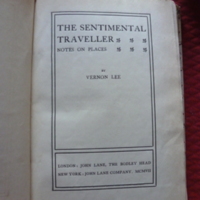 THE SENTIMENTAL
TRAVELLER
NOTES ON PLACES
BY
VERNON LEE
LONDON: JOHN LANE, THE BODLEY HEAD
NEW YORK: JOHN LANE COMPANY